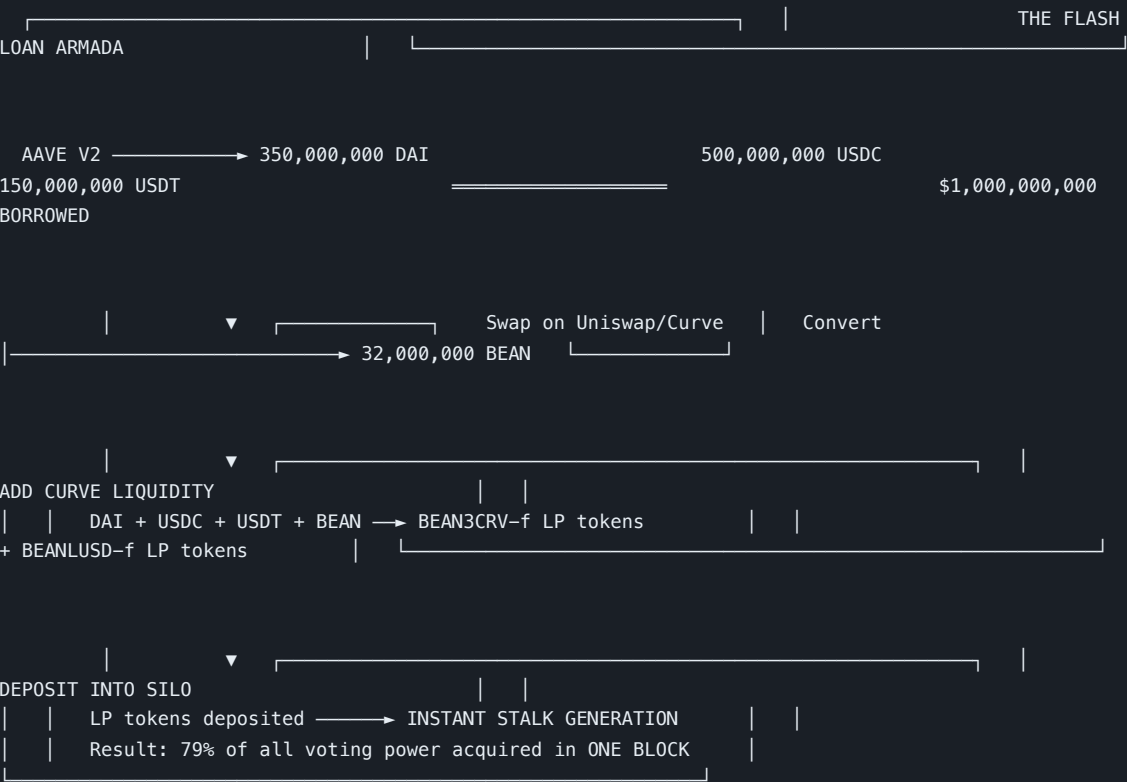 THE FLASH
LOAN ARMADA
AAVE V2 ──────────► 350,000,000 DAI 500,000,000 USDC
150,000,000 USDT ═══════════════════ $1,000,000,000
BORROWED
▼ Swap on Uniswap/Curve │ Convert
│─────────────────────────────► 32,000,000 BEAN
▼
ADD CURVE LIQUIDITY
DAI + USDC + USDT + BEAN ──► BEAN3CRV-f LP tokens
+ BEANLUSD-f LP tokens
▼
DEPOSIT INTO SILO
LP tokens deposited ──────► INSTANT STALK GENERATION
Result: 79% of all voting power acquired in ONE BLOCK